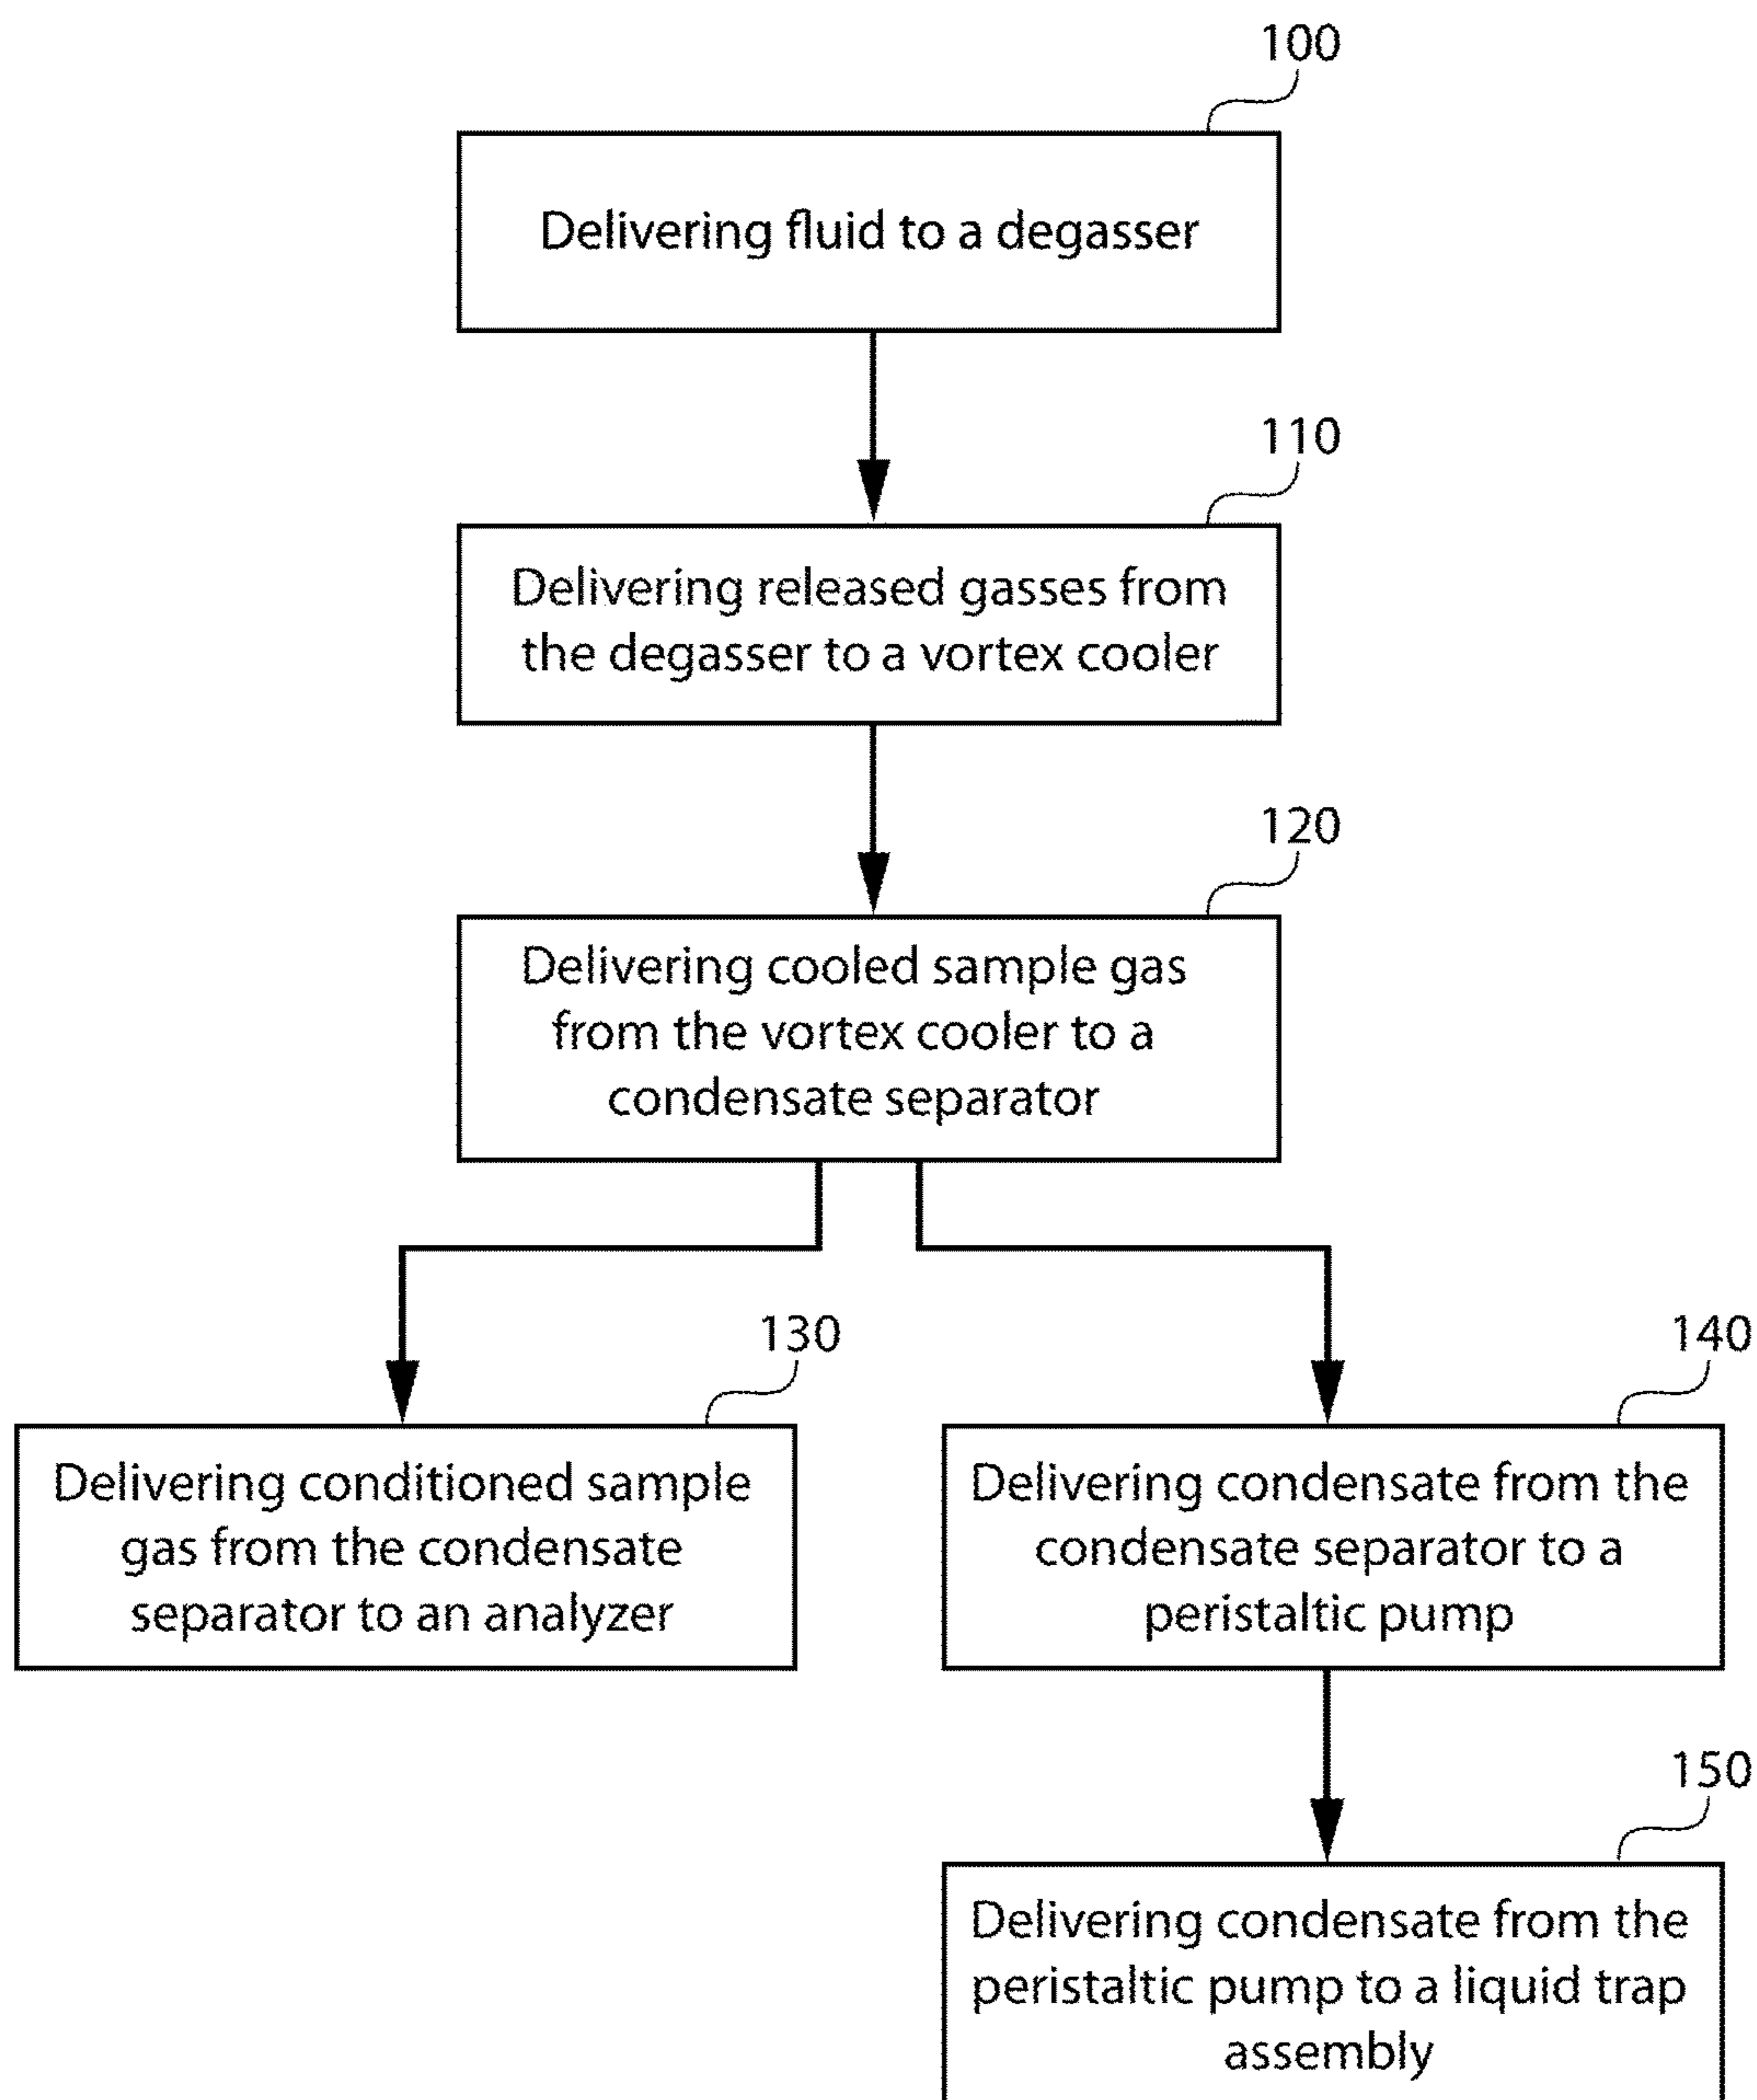 100
Delivering fluid to a degasser
110
Delivering released gasses from
the degasser to a vortex cooler
120
Delivering cooled sample gas
from the vortex cooler to a
condensate separator
130
Delivering conditioned sample
gas from the condensate
separator to an analyzer
140
Delivering condensate from the
condensate separator to a
peristaltic pump
150
Delivering condensate from the
peristaltic pump to a liquid trap
assembly